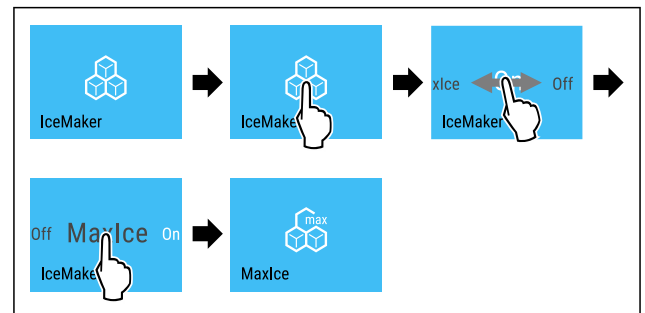 IceMaker
IceMake
xIce Off
IceMaker
Off MaxIce On
IceMake
max
MaxIce